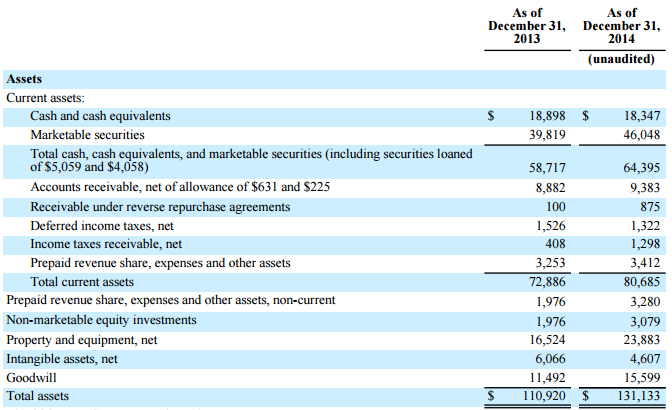 As of December 31, 2013 As of December 31, 2014
(unaudited)
Assets
Current assets:
Cash and cash equivalents $ 18,898 $ 18,347
Marketable securities 39,819 46,048
Total cash, cash equivalents, and marketable securities (including securities loaned
of $5,059 and $4,058) 58,717 64,395
Accounts receivable, net of allowance of $631 and $225 8,882 9,383
Receivable under reverse repurchase agreements 100 875
Deferred income taxes, net 1,526 1,322
Income taxes receivable, net 408 1,298
Prepaid revenue share, expenses and other assets 3,253 3,412
Total current assets 72,886 80,685
Prepaid revenue share, expenses and other assets, non-current 1,976 3,280
Non-marketable equity investments 1,976 3,079
Property and equipment, net 16,524 23,883
Intangible assets, net 6,066 4,607
Goodwill 11,492 15,599
Total assets $ 110,920 $ 131,133